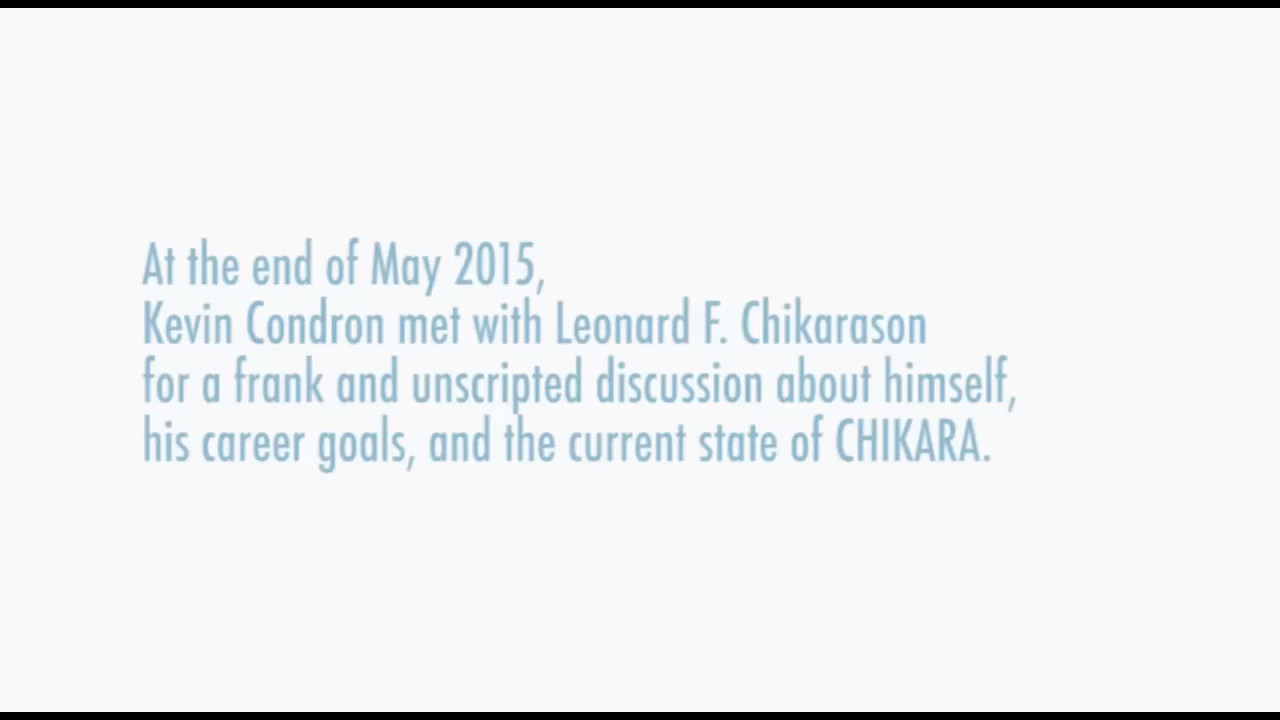 At the end of May 2015,
Kevin Condron met with Leonard F. Chikarason
for a frank and unscripted discussion about himself,
his career goals, and the current state of CHIKARA.